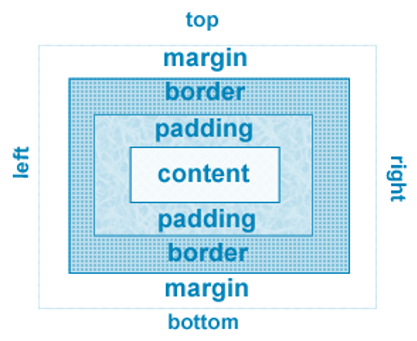 top
margin
border
padding
left
content
right
padding
border
margin
bottom